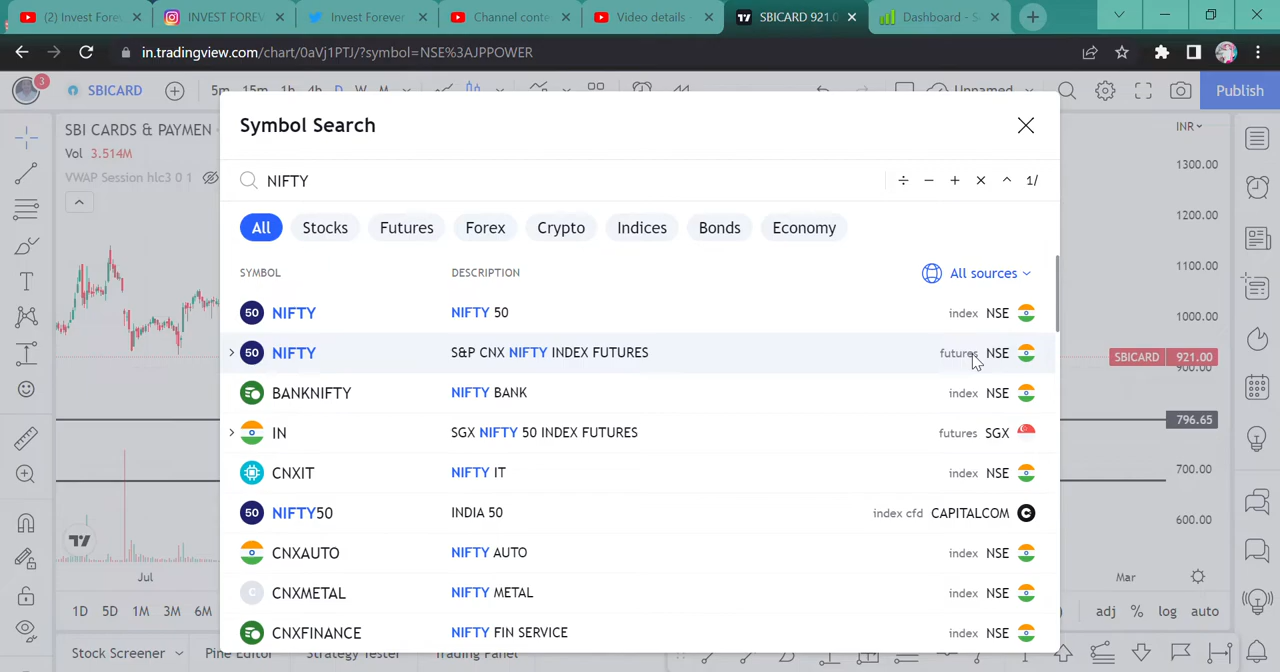 (2) Invest Fore
INVEST FOREV
Invest Forever
Channel conte
Video details -
SBICARD 921.0
Dashboard - S
in.tradingview.com/chart/0aVj1PTJ/?symbol=NSE%3AJPPOWER
3 SBICARD 5m 15m 1h 4h D W M Unnamed Publish
SBI CARDS & PAYMEN
Vol 3.514M
VWAP Session hlc3 0 1
Symbol Search
NIFTY
÷ − + × ^ 1/
All Stocks Futures Forex Crypto Indices Bonds Economy
SYMBOL DESCRIPTION All sources
50 NIFTY NIFTY 50 index NSE
50 NIFTY S&P CNX NIFTY INDEX FUTURES futures NSE
BANKNIFTY NIFTY BANK index NSE
IN SGX NIFTY 50 INDEX FUTURES futures SGX
CNXIT NIFTY IT index NSE
50 NIFTY50 INDIA 50 index cfd CAPITALCOM
CNXAUTO NIFTY AUTO index NSE
C CNXMETAL NIFTY METAL index NSE
CNXFINANCE NIFTY FIN SERVICE index NSE
INR
1300.00
1200.00
1100.00
1000.00
SBICARD 921.00
900.00
796.65
700.00
600.00
Jul Mar
1D 5D 1M 3M 6M adj % log auto
Stock Screener Pine Editor Strategy Tester Trading Panel